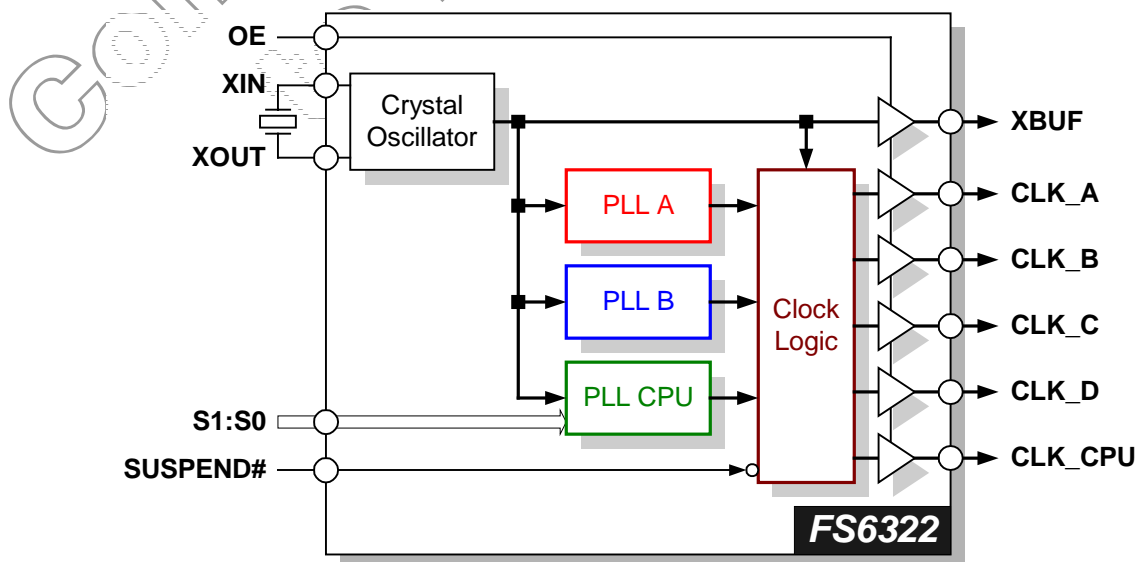 OE
XIN
XOUT
Crystal
Oscillator
PLL A
PLL B
PLL CPU
Clock
Logic
S1:S0
SUSPEND#
XBUF
CLK_A
CLK_B
CLK_C
CLK_D
CLK_CPU
FS6322